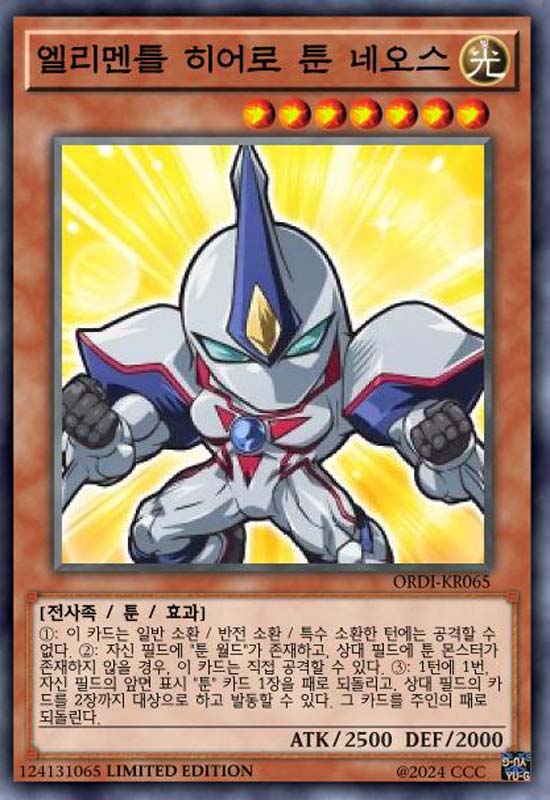 엘리멘틀 히어로 툰 네오스
光
ORDI-KR065
[전사족 / 툰 / 효과]
①: 이 카드는 일반 소환 / 반전 소환 / 특수 소환한 턴에는 공격할 수
없다. ②: 자신 필드에 "툰 월드"가 존재하고, 상대 필드에 툰 몬스터가
존재하지 않을 경우, 이 카드는 직접 공격할 수 있다. ③: 1턴에 1번,
자신 필드의 앞면 표시 "툰" 카드 1장을 패로 되돌리고, 상대 필드의 카
드를 2장까지 대상으로 하고 발동할 수 있다. 그 카드를 주인의 패로
되돌린다.
ATK/2500 DEF/2000
124131065 LIMITED EDITION
@2024 CCC
YU-G